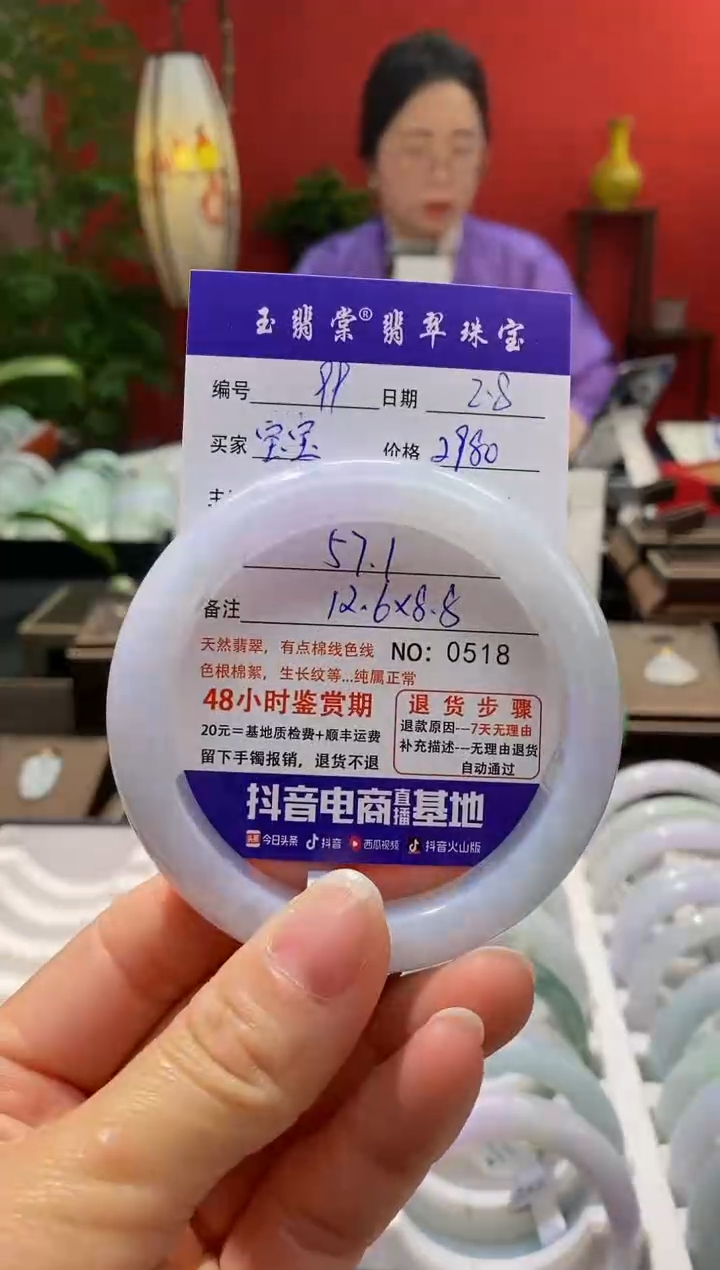 玉翡棠®翡翠珠宝
编号 99 日期 2.8
买家 宝宝 价格 2980
57.1
备注 12.6×8.8
天然翡翠，有点棉线色线 NO: 0518
色根棉絮，生长纹等...纯属正常
48小时鉴赏期
20元=基地质检费+顺丰运费
留下手镯报销，退货不退
退货步骤
退款原因---7天无理由
补充描述---无理由退货
自动通过
抖音电商直播基地
头条 今日头条 抖音 西瓜视频 抖音火山版